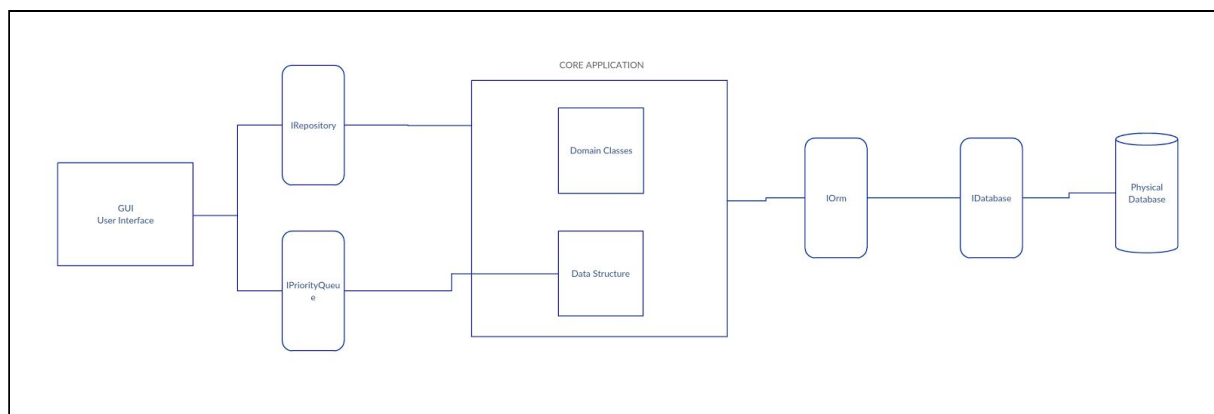 CORE APPLICATION
GUI
User Interface
IRepository
IPriorityQueu
e
Domain Classes
Data Structure
IOrm
IDatabase
Physical
Database